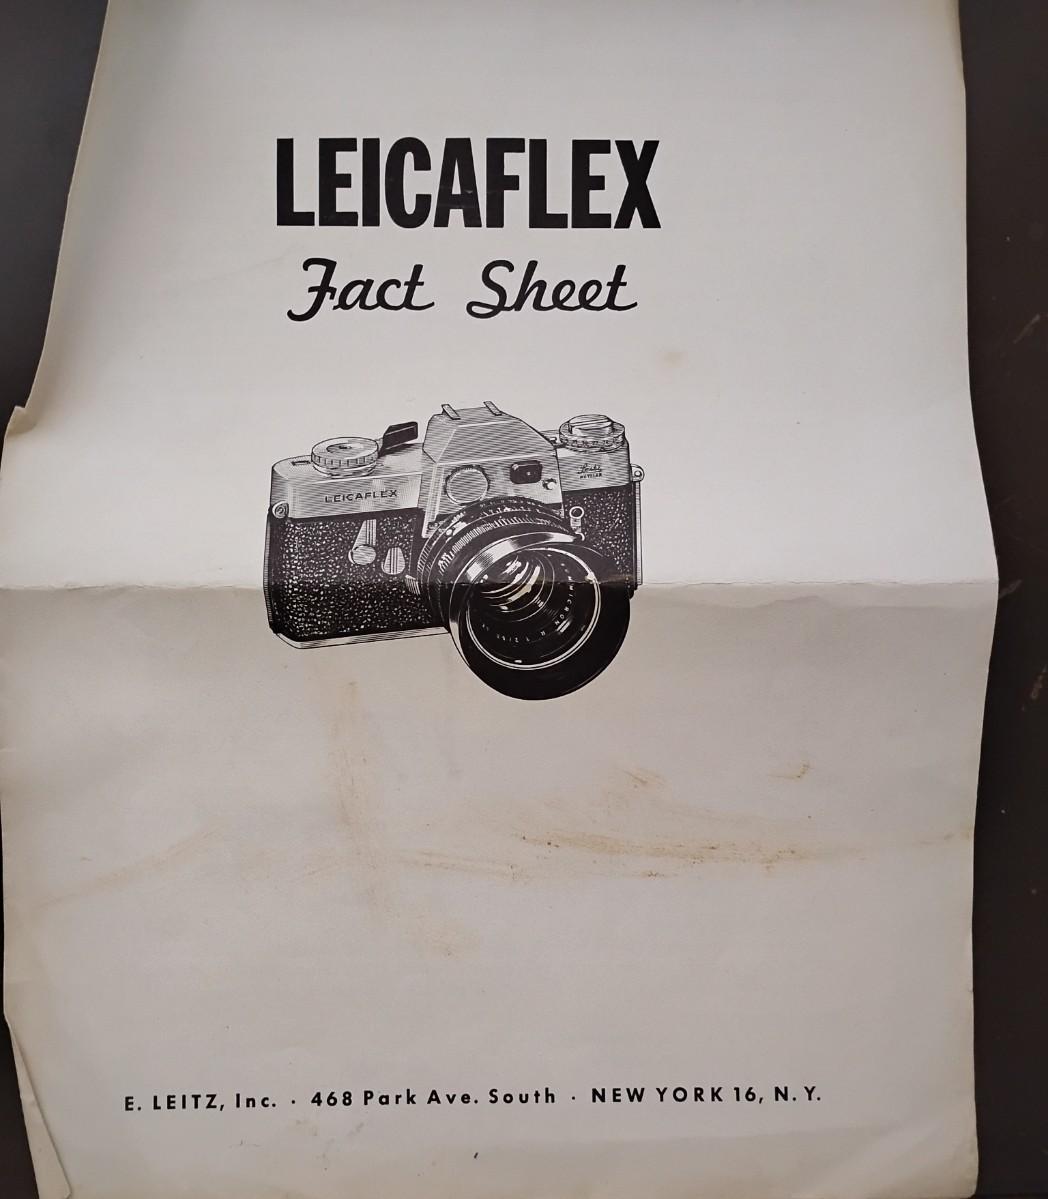 LEICAFLEX
Fact Sheet
LEICAFLEX
E. LEITZ, Inc. · 468 Park Ave. South · NEW YORK 16, N. Y.